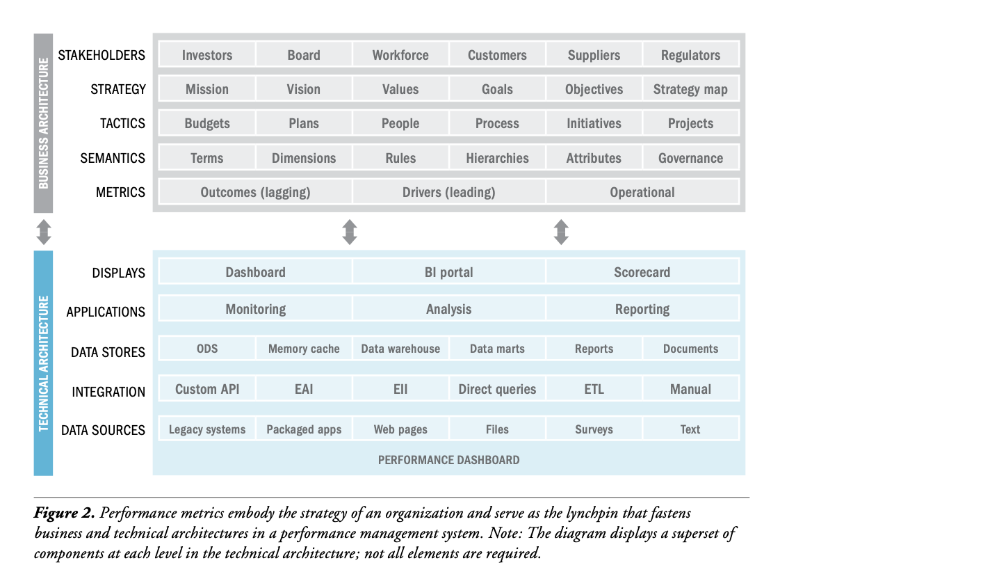 BUSINESS ARCHITECTURE
STAKEHOLDERS Investors Board Workforce Customers Suppliers Regulators
STRATEGY Mission Vision Values Goals Objectives Strategy map
TACTICS Budgets Plans People Process Initiatives Projects
SEMANTICS Terms Dimensions Rules Hierarchies Attributes Governance
METRICS Outcomes (lagging) Drivers (leading) Operational
TECHNICAL ARCHITECTURE
DISPLAYS Dashboard BI portal Scorecard
APPLICATIONS Monitoring Analysis Reporting
DATA STORES ODS Memory cache Data warehouse Data marts Reports Documents
INTEGRATION Custom API EAI EII Direct queries ETL Manual
DATA SOURCES Legacy systems Packaged apps Web pages Files Surveys Text
PERFORMANCE DASHBOARD
Figure 2. Performance metrics embody the strategy of an organization and serve as the lynchpin that fastens
business and technical architectures in a performance management system. Note: The diagram displays a superset of
components at each level in the technical architecture; not all elements are required.